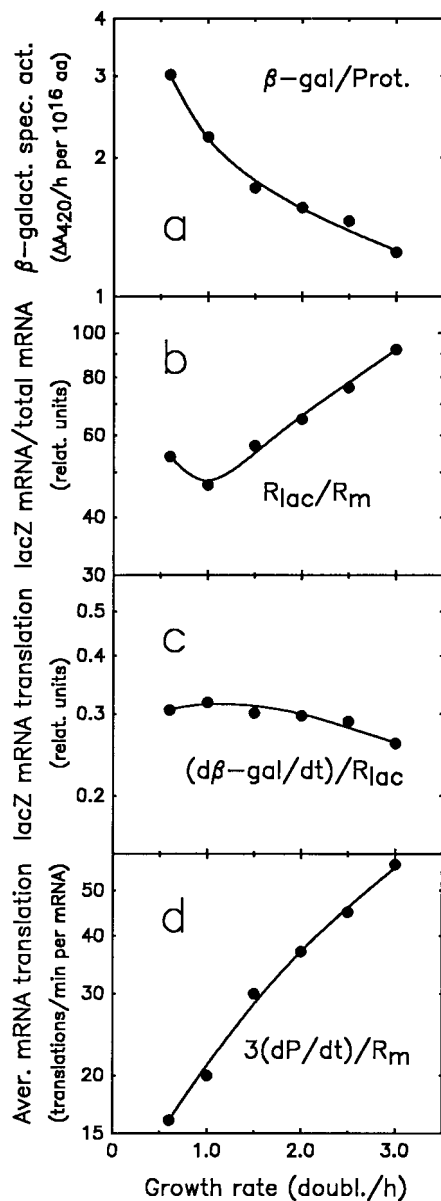 β-galact. spec. act.
(ΔA420/h per 10^16 aa)
4
3
2
1
β-gal/Prot.
a
lacZ mRNA/total mRNA
(relat. units)
100
80
60
40
30
b
Rlac/Rm
lacZ mRNA translation
(relat. units)
0.5
0.4
0.3
0.2
c
(dβ-gal/dt)/Rlac
Aver. mRNA translation
(translations/min per mRNA)
50
40
30
20
15
d
3(dP/dt)/Rm
0 1.0 2.0 3.0
Growth rate (doubl./h)